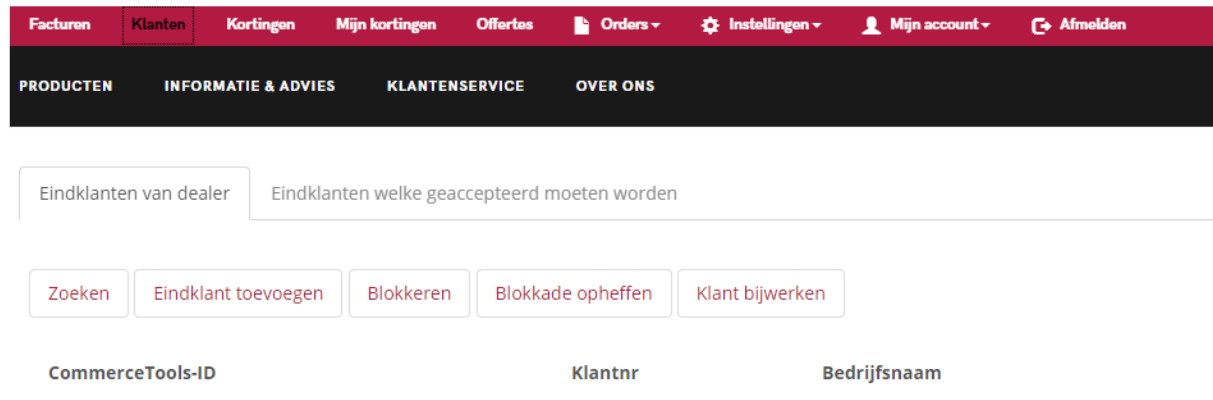 Facturen Klanten Kortingen Mijn kortingen Offertes Orders Instellingen Mijn account Afmelden
PRODUCTEN INFORMATIE & ADVIES KLANTENSERVICE OVER ONS
Eindklanten van dealer Eindklanten welke geaccepteerd moeten worden
Zoeken Eindklant toevoegen Blokkeren Blokkade opheffen Klant bijwerken
CommerceTools-ID Klantnr Bedrijfsnaam